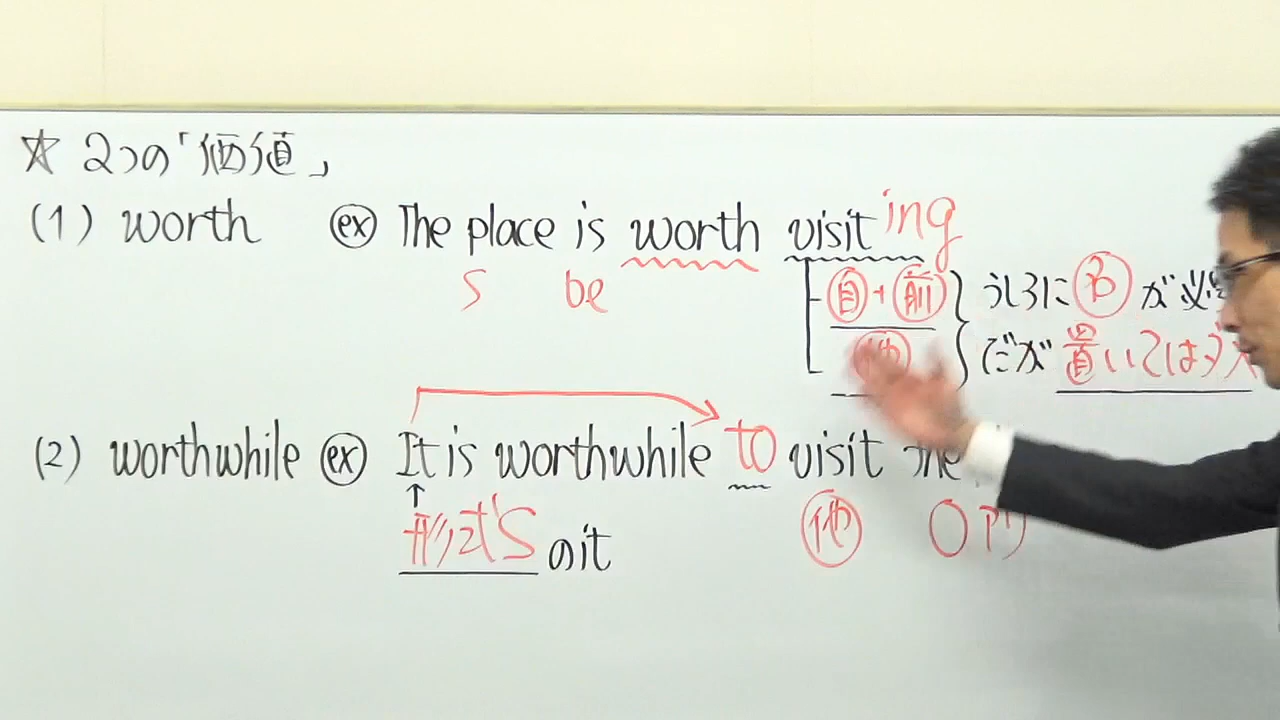 ☆ 2つの「価値」
(1) worth ex The place is worth visiting
S be
自+前 うしろに 名 が必
他 だが 置いてはダメ
(2) worthwhile ex It is worthwhile to visit the
↑
形式S のit 他 Oアリ